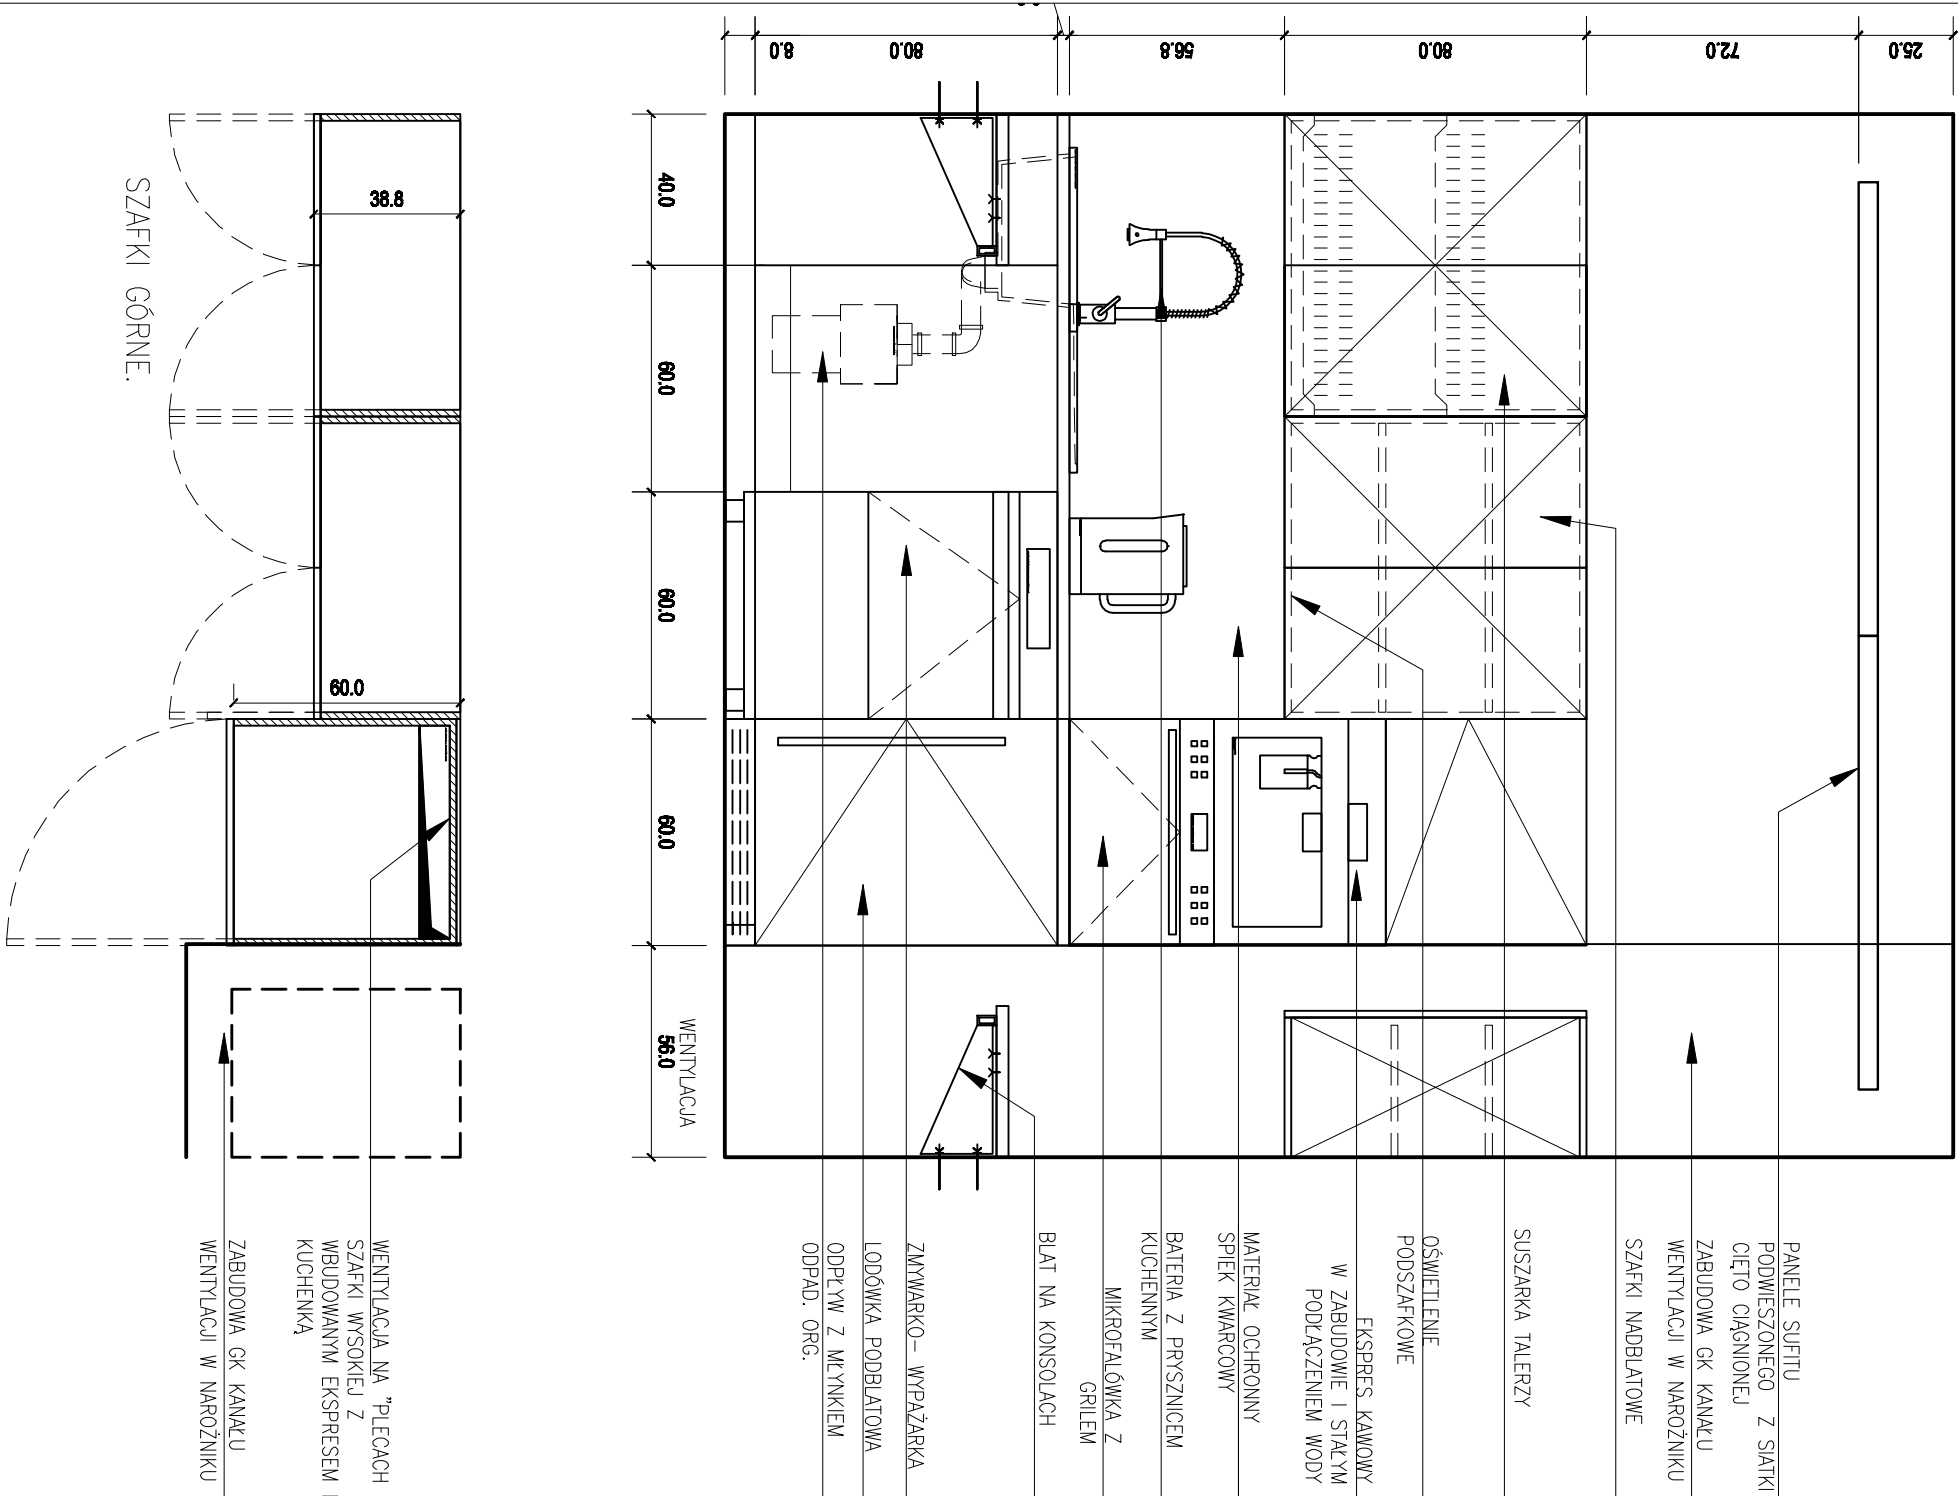 25.0
72.0
80.0
56.8
80.0
8.0
40.0
60.0
60.0
60.0
56.0
WENTYLACJA
PANELE SUFITU
PODWIESZONEGO Z SIATKI
CIĘTO CIĄGNIONEJ
ZABUDOWA GK KANAŁU
WENTYLACJI W NAROŻNIKU
SZAFKI NADBLATOWE
SUSZARKA TALERZY
OŚWIETLENIE
PODSZAFKOWE
EKSPRES KAWOWY
W ZABUDOWIE I STAŁYM
PODŁĄCZENIEM WODY
MATERIAŁ OCHRONNY
SPIEK KWARCOWY
BATERIA Z PRYSZNICEM
KUCHENNYM
MIKROFALÓWKA Z
GRILEM
BLAT NA KONSOLACH
ZMYWARKO- WYPAŻARKA
LODÓWKA PODBLATOWA
ODPŁYW Z MŁYNKIEM
ODPAD. ORG.
38.8
60.0
SZAFKI GÓRNE.
WENTYLACJA NA "PLECACH
SZAFKI WYSOKIEJ Z
WBUDOWANYM EKSPRESEM I
KUCHENKĄ
ZABUDOWA GK KANAŁU
WENTYLACJI W NAROŻNIKU